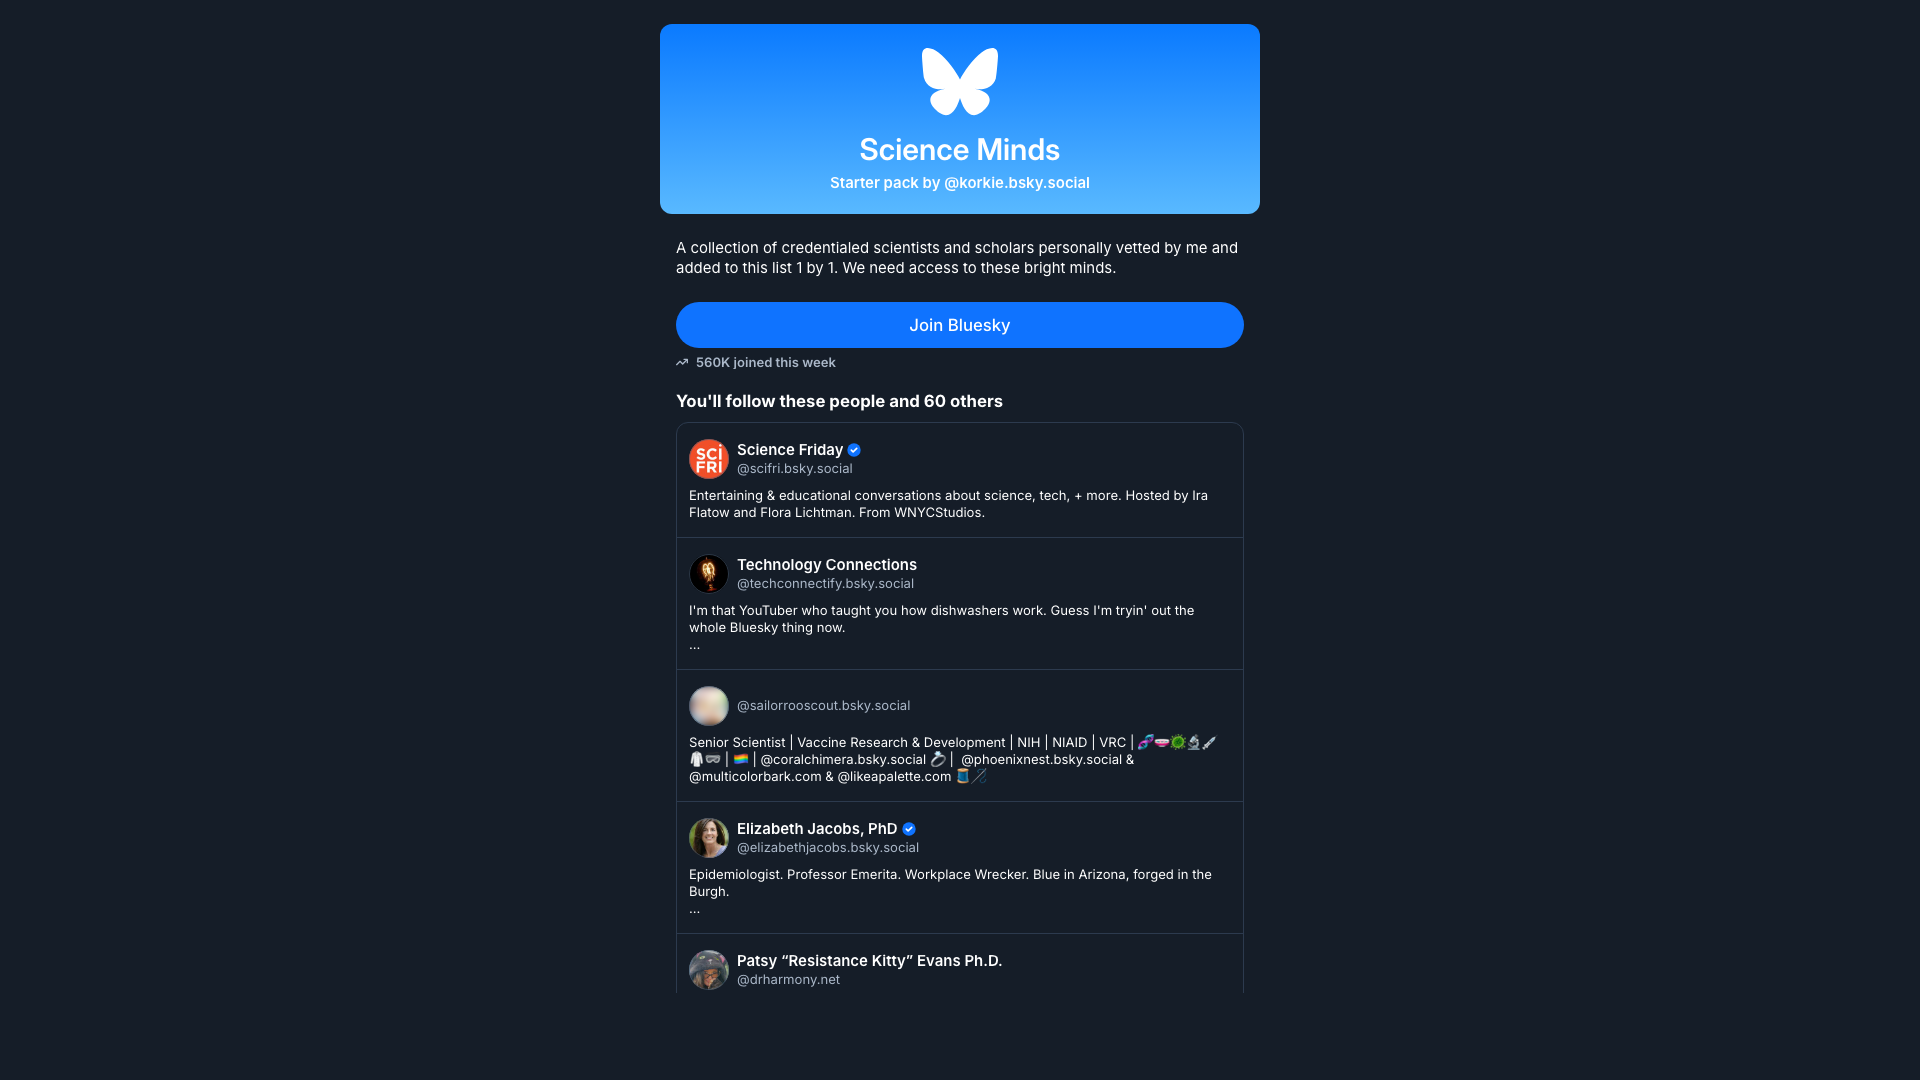 Science Minds
Starter pack by @korkie.bsky.social
A collection of credentialed scientists and scholars personally vetted by me and
added to this list 1 by 1. We need access to these bright minds.
Join Bluesky
560K joined this week
You'll follow these people and 60 others
SCI
FRI
Science Friday
@scifri.bsky.social
Entertaining & educational conversations about science, tech, + more. Hosted by Ira
Flatow and Flora Lichtman. From WNYCStudios.
Technology Connections
@techconnectify.bsky.social
I'm that YouTuber who taught you how dishwashers work. Guess I'm tryin' out the
whole Bluesky thing now.
...
@sailorrooscout.bsky.social
Senior Scientist | Vaccine Research & Development | NIH | NIAID | VRC | 🧬🧫🦠🔬💉
🥼🥽 | 🏳️‍🌈 | @coralchimera.bsky.social 💍 | @phoenixnest.bsky.social &
@multicolorbark.com & @likeapalette.com 🧵🪡
Elizabeth Jacobs, PhD
@elizabethjacobs.bsky.social
Epidemiologist. Professor Emerita. Workplace Wrecker. Blue in Arizona, forged in the
Burgh.
...
Patsy “Resistance Kitty” Evans Ph.D.
@drharmony.net